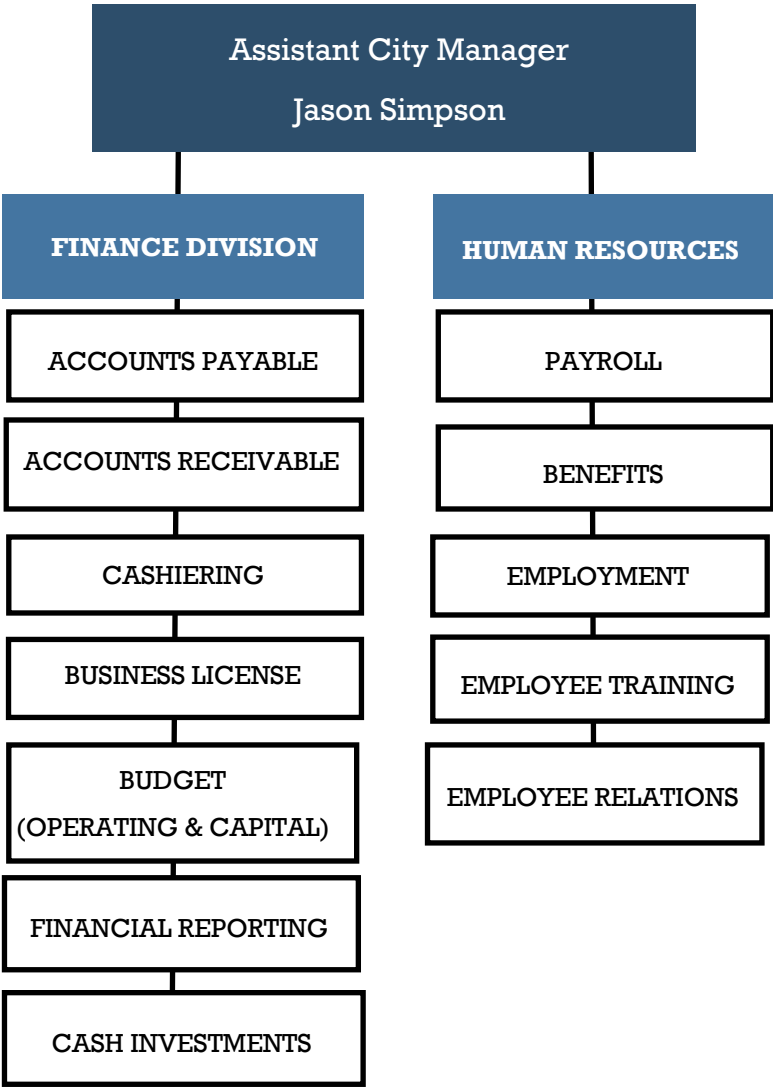 Assistant City Manager
Jason Simpson
FINANCE DIVISION
ACCOUNTS PAYABLE
ACCOUNTS RECEIVABLE
CASHIERING
BUSINESS LICENSE
BUDGET
(OPERATING & CAPITAL)
FINANCIAL REPORTING
CASH INVESTMENTS
HUMAN RESOURCES
PAYROLL
BENEFITS
EMPLOYMENT
EMPLOYEE TRAINING
EMPLOYEE RELATIONS